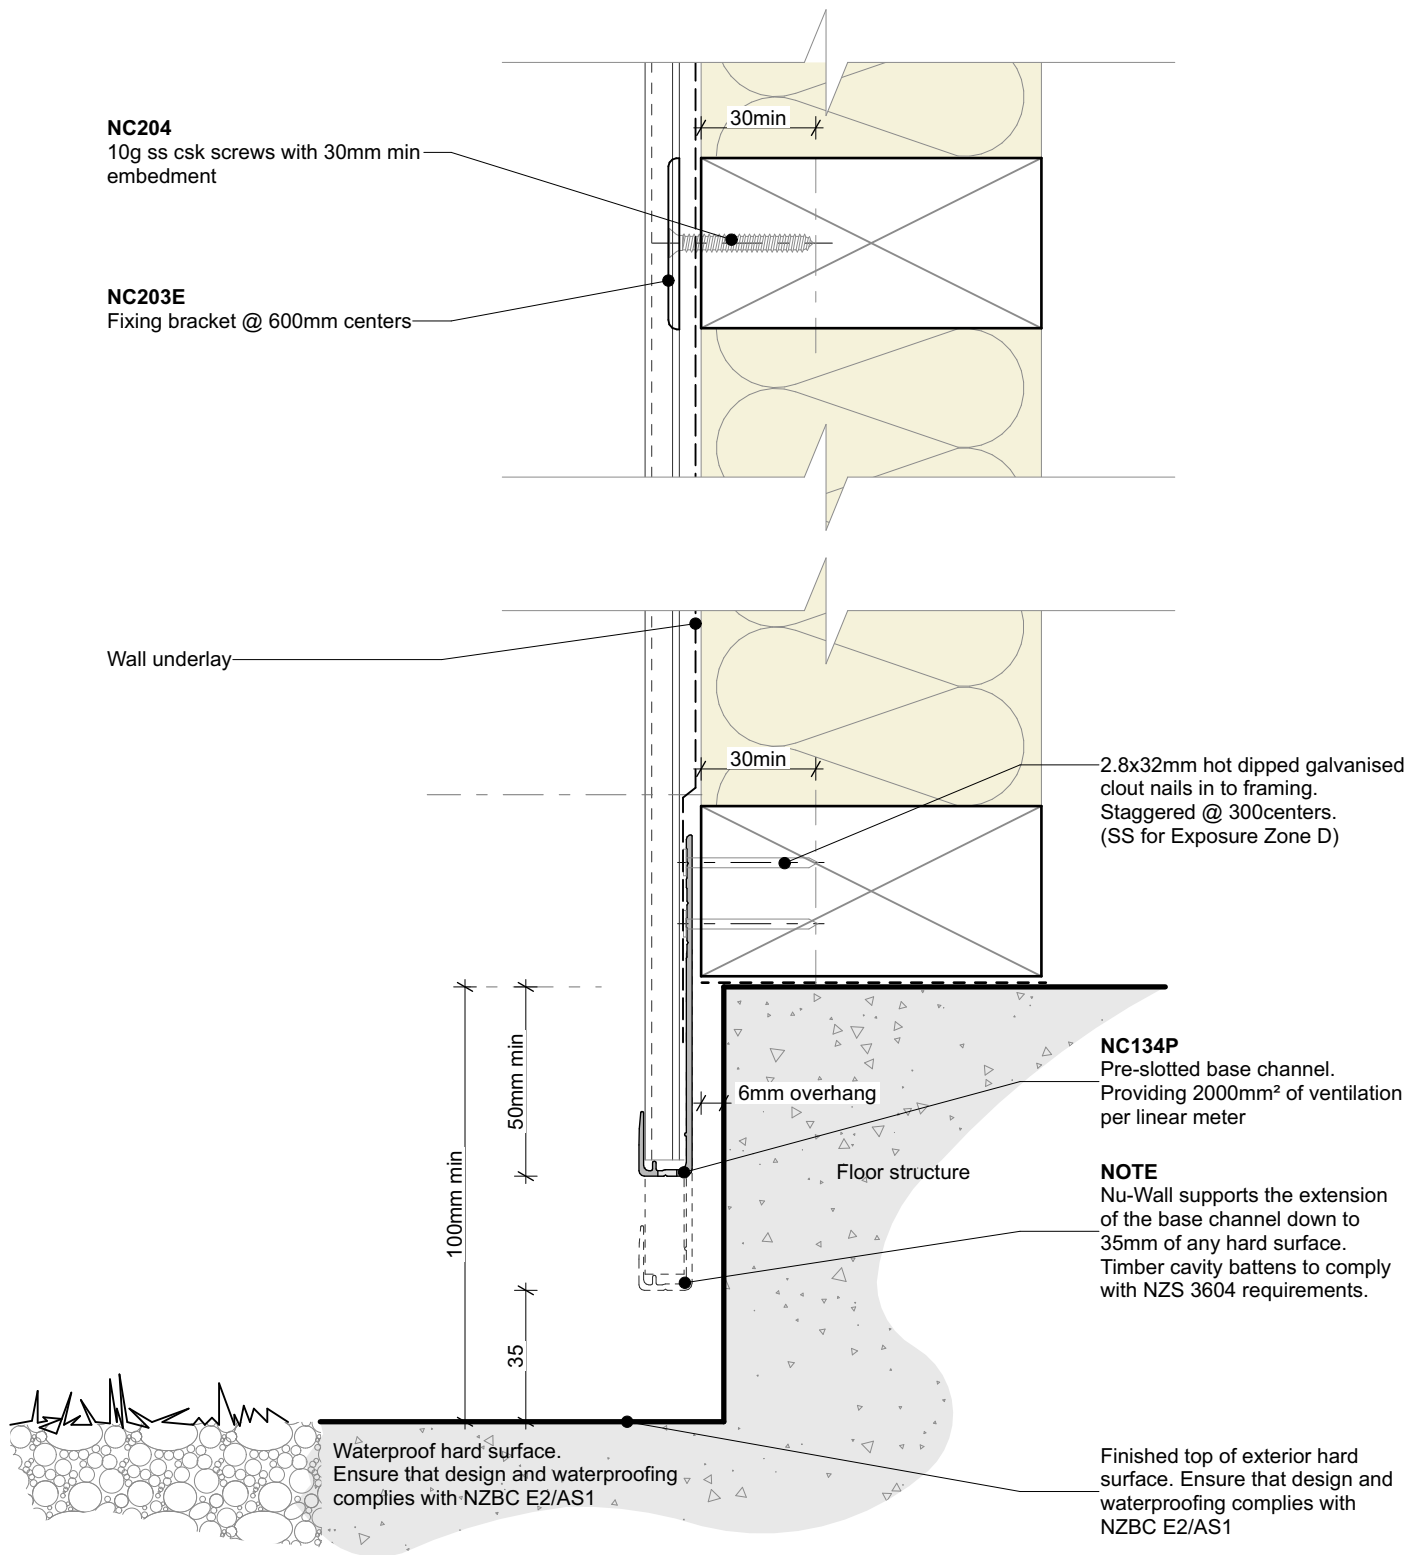 30min
NC204
10g ss csk screws with 30mm min
embedment
NC203E
Fixing bracket @ 600mm centers
Wall underlay
30min
2.8x32mm hot dipped galvanised
clout nails in to framing.
Staggered @ 300centers.
(SS for Exposure Zone D)
50mm min
100mm min
6mm overhang
NC134P
Pre-slotted base channel.
Providing 2000mm² of ventilation
per linear meter
Floor structure
NOTE
Nu-Wall supports the extension
of the base channel down to
35mm of any hard surface.
Timber cavity battens to comply
with NZS 3604 requirements.
35
Waterproof hard surface.
Ensure that design and waterproofing
complies with NZBC E2/AS1
Finished top of exterior hard
surface. Ensure that design and
waterproofing complies with
NZBC E2/AS1